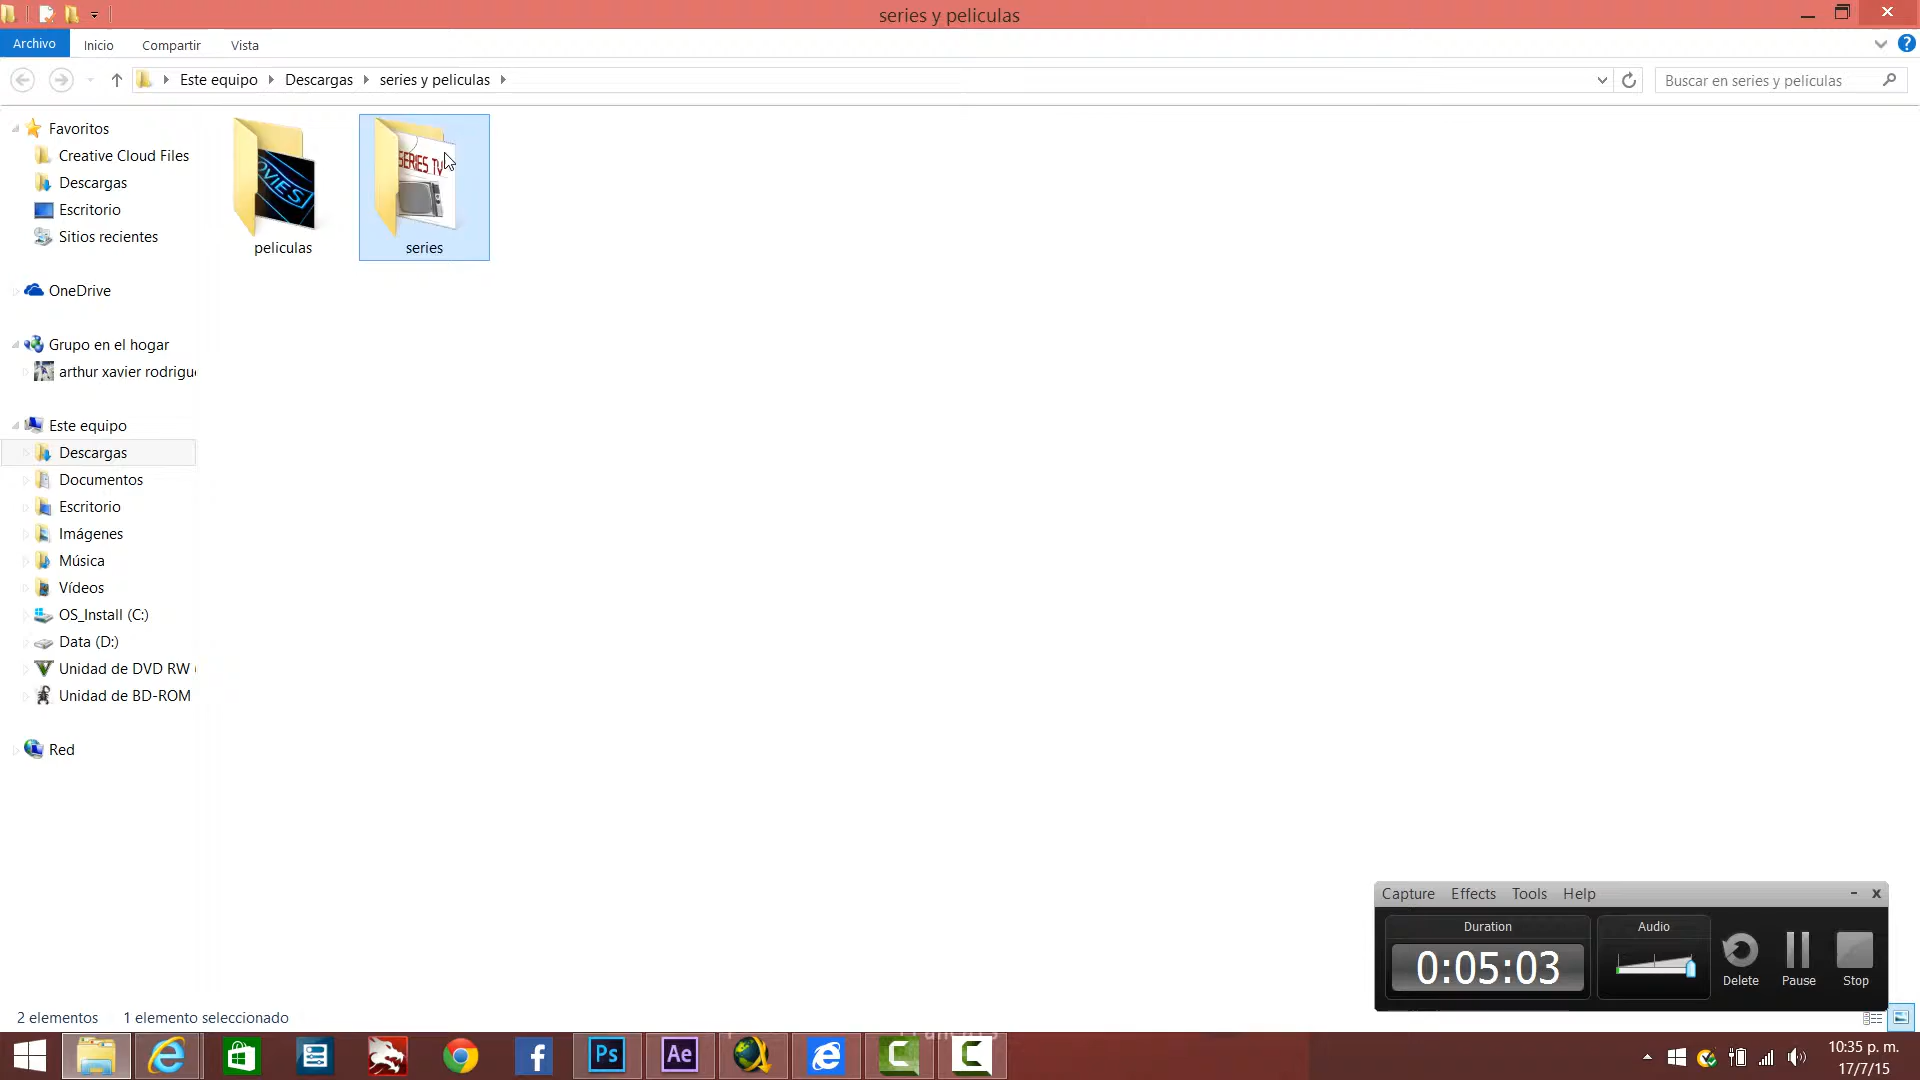 series y peliculas
Archivo
Inicio
Compartir
Vista
Este equipo
Descargas
series y peliculas
Buscar en series y peliculas
Favoritos
Creative Cloud Files
Descargas
Escritorio
Sitios recientes
OneDrive
Grupo en el hogar
arthur xavier rodrigu
Este equipo
Descargas
Documentos
Escritorio
Imágenes
Música
Vídeos
OS_Install (C:)
Data (D:)
Unidad de DVD RW (
Unidad de BD-ROM
Red
SERIES TV
peliculas
series
Capture
Effects
Tools
Help
Duration
0:05:03
Audio
Delete
Pause
Stop
2 elementos
1 elemento seleccionado
Ps
Ae
10:35 p. m.
17/7/15